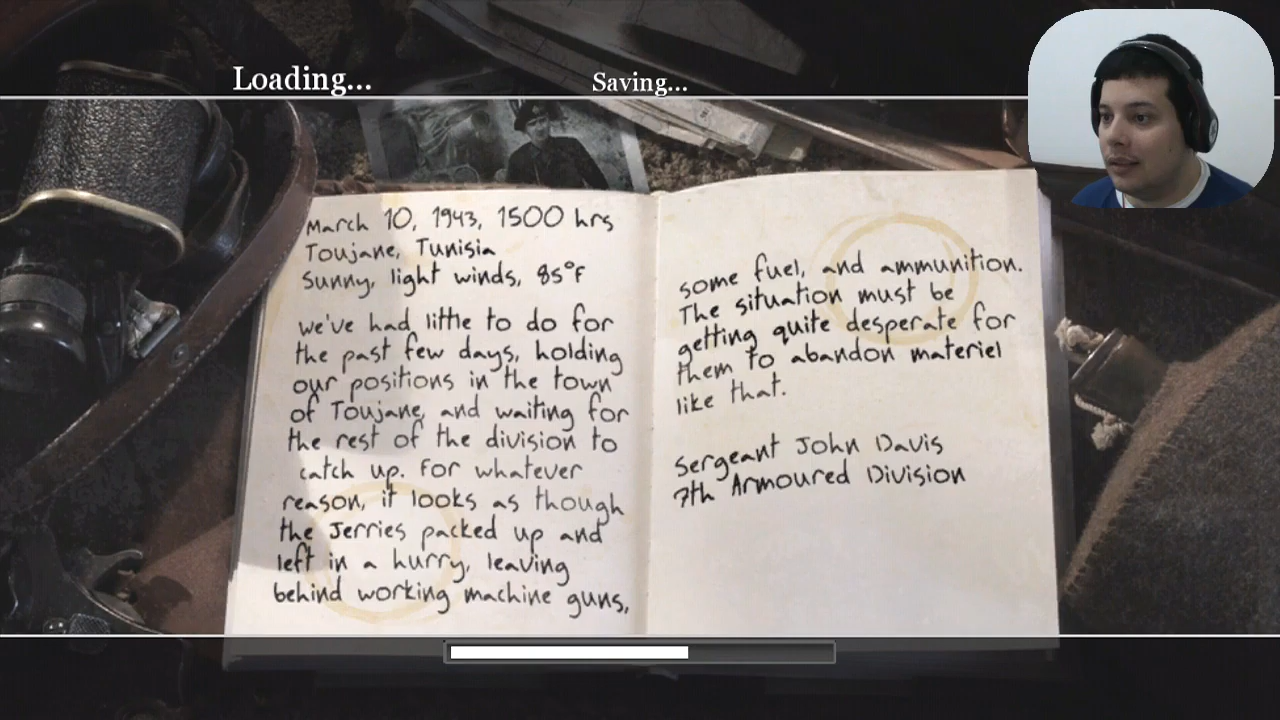 Loading...
Saving...
March 10, 1943, 1500 hrs
Toujane, Tunisia
Sunny, light winds, 85°F
we've had little to do for
the past few days, holding
our positions in the town
of Toujane, and waiting for
the rest of the division to
catch up. For whatever
reason, it looks as though
the Jerries packed up and
left in a hurry, leaving
behind working machine guns,
some fuel, and ammunition.
The situation must be
getting quite desperate for
them to abandon materiel
like that.
Sergeant John Davis
7th Armoured Division